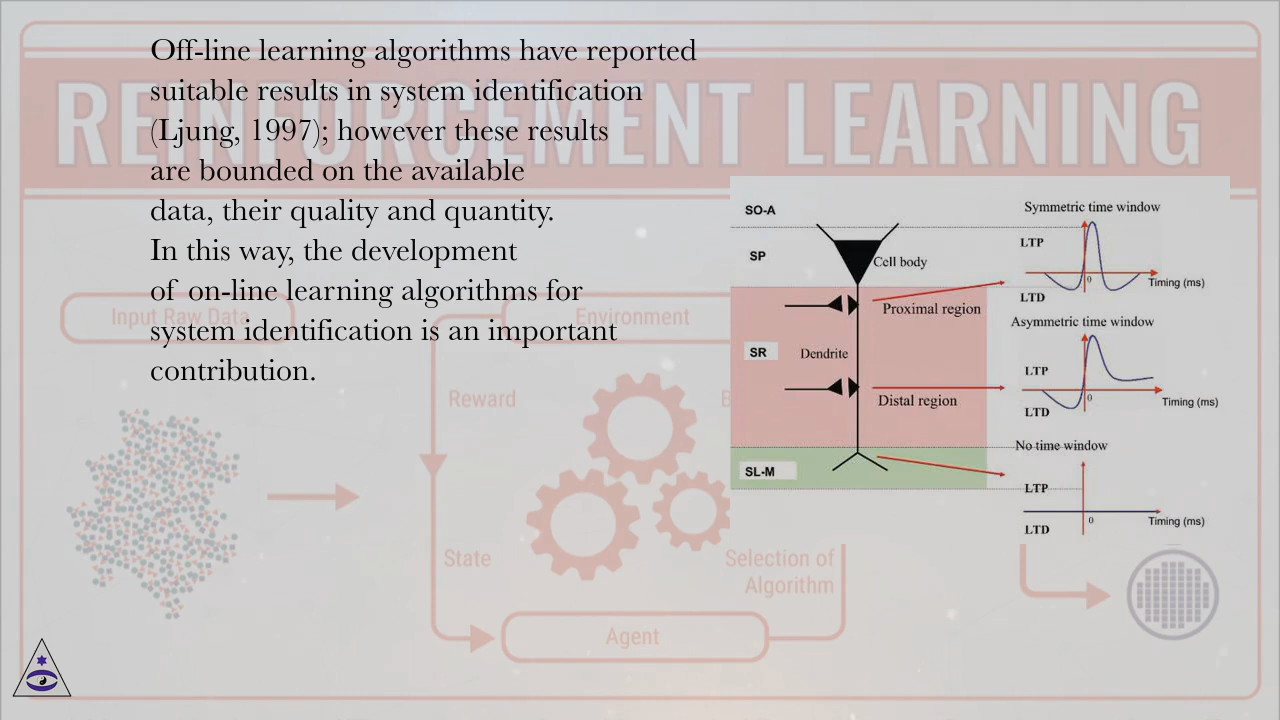 Off-line learning algorithms have reported
suitable results in system identification
(Ljung, 1997); however these results
are bounded on the available
data, their quality and quantity.
In this way, the development
of on-line learning algorithms for
system identification is an important
contribution.
REINFORCEMENT LEARNING
Input Raw Data
Environment
Reward
B
State
Selection of
Algorithm
Agent
SO-A
SP
Cell body
Proximal region
SR
Dendrite
Distal region
SL-M
Symmetric time window
LTP
0
Timing (ms)
LTD
Asymmetric time window
LTP
0
Timing (ms)
LTD
No time window
LTP
0
Timing (ms)
LTD